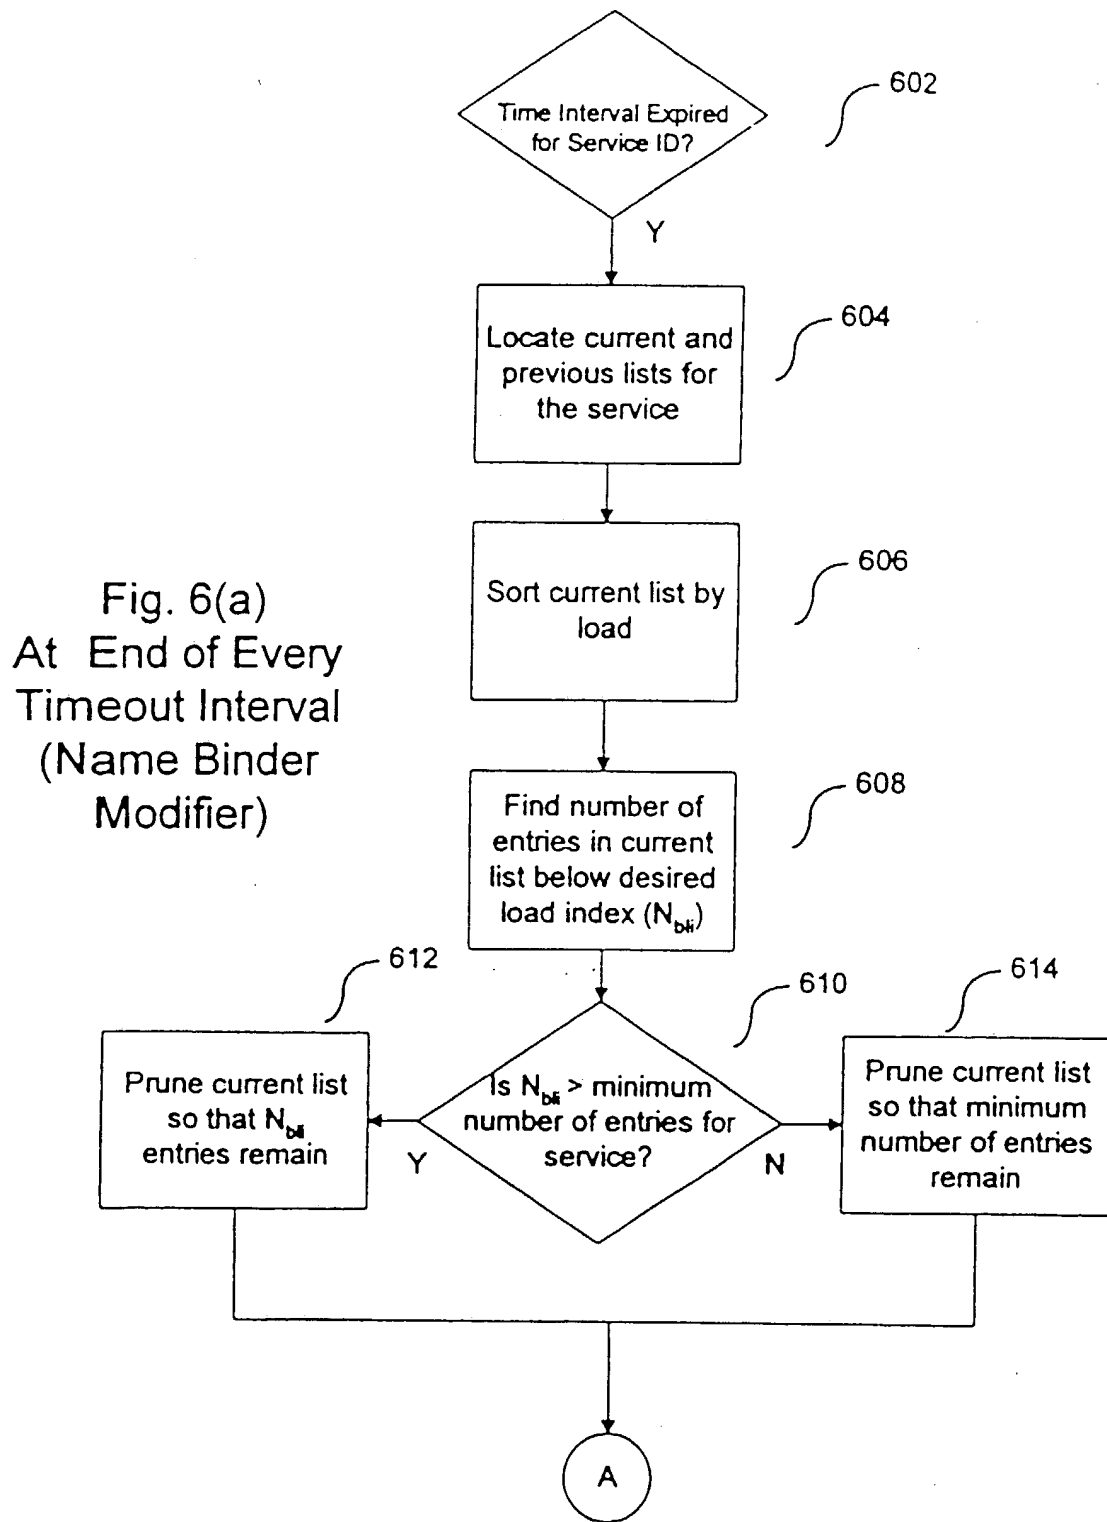 602
Time Interval Expired
for Service ID?
Y
604
Locate current and
previous lists for
the service
606
Sort current list by
load
Fig. 6(a)
At End of Every
Timeout Interval
(Name Binder
Modifier)
608
Find number of
entries in current
list below desired
load index (Nbli)
612
610
614
Prune current list
so that Nbli
entries remain
Is Nbli > minimum
number of entries for
service?
Y
N
Prune current list
so that minimum
number of entries
remain
A